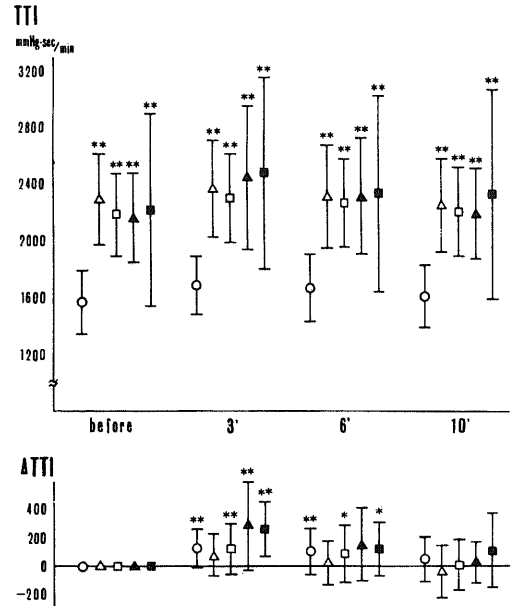 TTI
mmHg-sec/min
3200
**
** **
** **
** ** **
** **
** **
2800
** ** **
2400
2000
1600
1200
before 3' 6' 10'
ΔTTI
**
**
400
** ** ** * *
200
0
-200